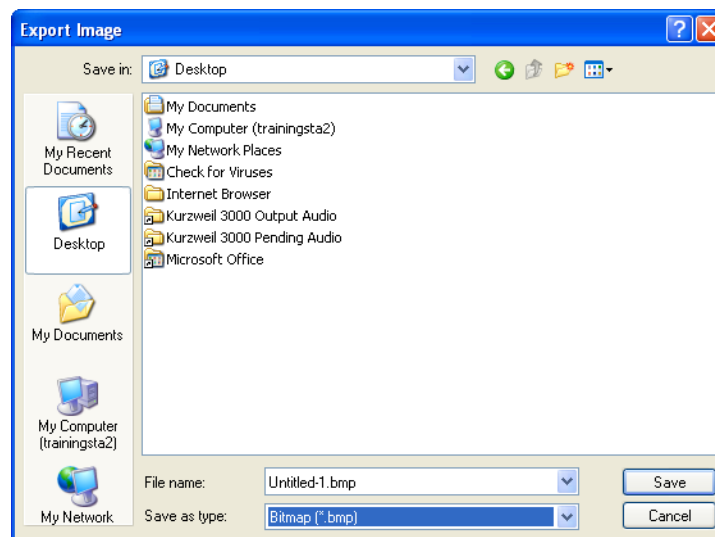 Export Image
?
Save in:
Desktop
My Recent
Documents
Desktop
My Documents
My Computer
(trainingsta2)
My Network
My Documents
My Computer (trainingsta2)
My Network Places
Check for Viruses
Internet Browser
Kurzweil 3000 Output Audio
Kurzweil 3000 Pending Audio
Microsoft Office
File name:
Untitled-1.bmp
Save
Save as type:
Bitmap (*.bmp)
Cancel